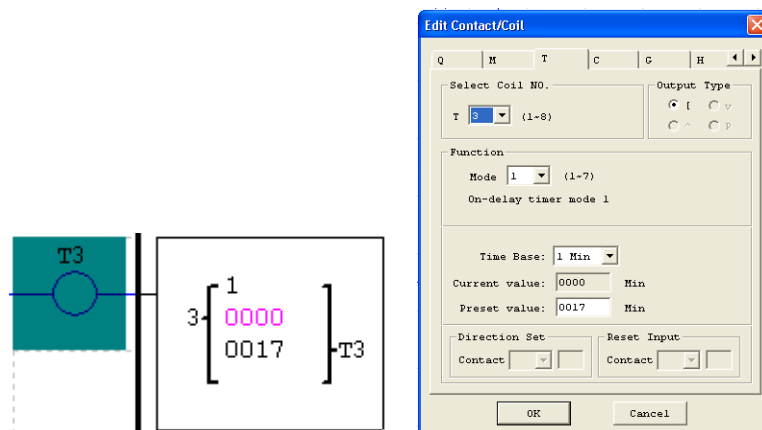 T3
1
3 0000
0017 T3
Edit Contact/Coil
Q M T C G H
Select Coil NO. Output Type
T 3 (1~8) [ v
^ P
Function
Mode 1 (1~7)
On-delay timer mode 1
Time Base: 1 Min
Current value: 0000 Min
Preset value: 0017 Min
Direction Set Reset Input
Contact Contact
OK Cancel